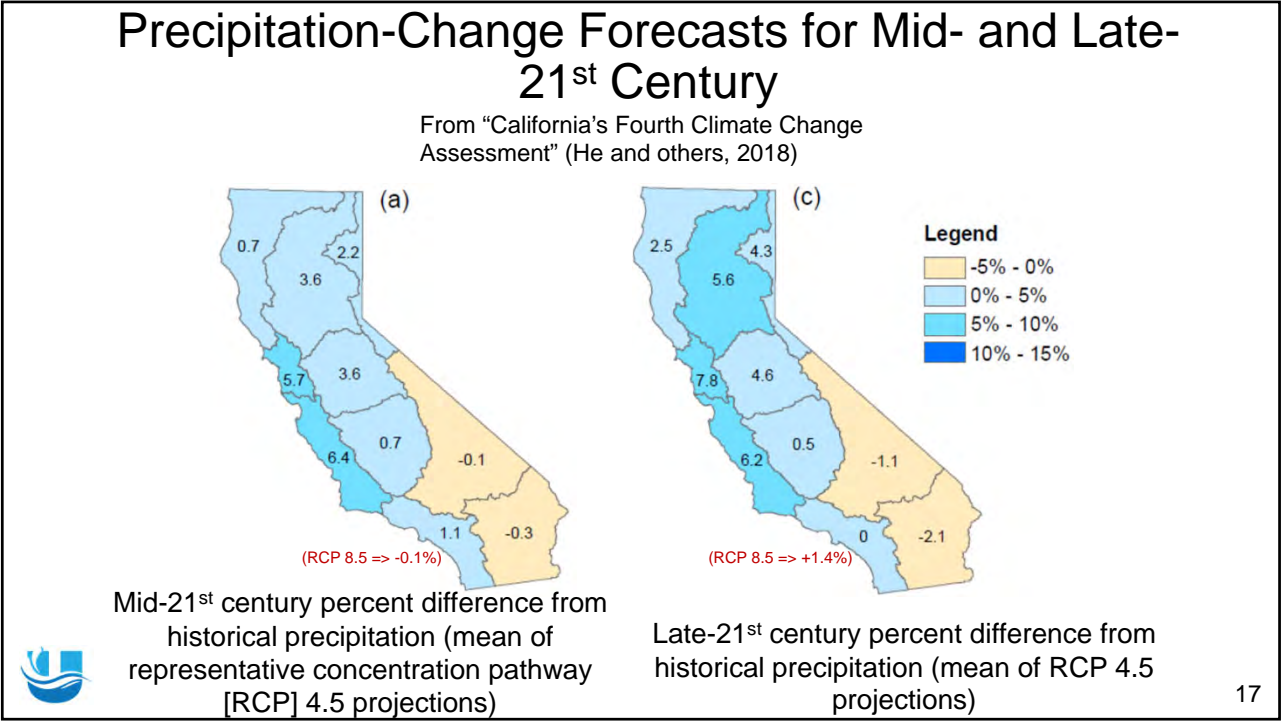 Precipitation-Change Forecasts for Mid- and Late-
21st Century
From “California’s Fourth Climate Change
Assessment” (He and others, 2018)
(a)
0.7
2.2
3.6
5.7
3.6
0.7
6.4
-0.1
1.1
-0.3
(RCP 8.5 => -0.1%)
(c)
2.5
4.3
5.6
7.8
4.6
0.5
6.2
-1.1
0
-2.1
(RCP 8.5 => +1.4%)
Legend
-5% - 0%
0% - 5%
5% - 10%
10% - 15%
Mid-21st century percent difference from
historical precipitation (mean of
representative concentration pathway
[RCP] 4.5 projections)
Late-21st century percent difference from
historical precipitation (mean of RCP 4.5
projections)
17